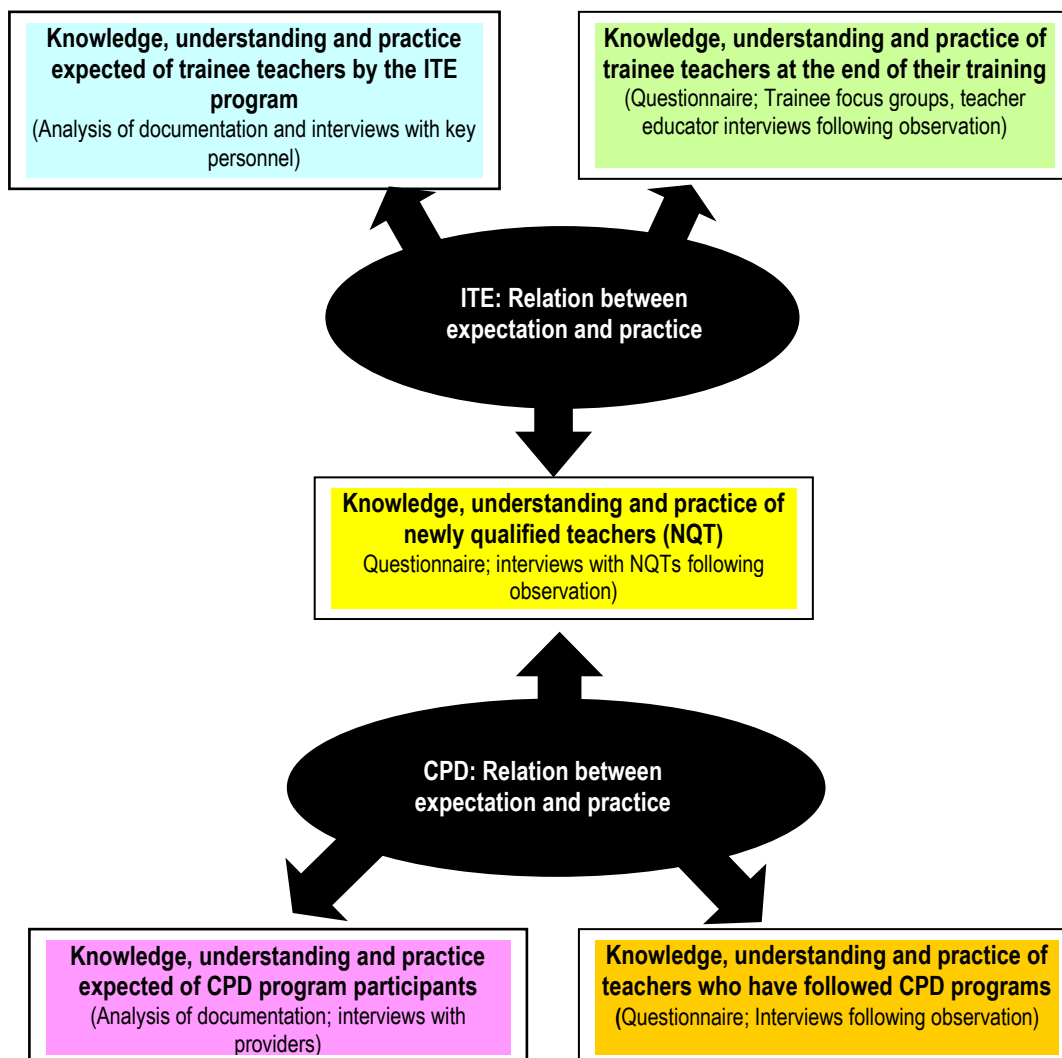 Knowledge, understanding and practice
expected of trainee teachers by the ITE
program
(Analysis of documentation and interviews with key
personnel)
Knowledge, understanding and practice of
trainee teachers at the end of their training
(Questionnaire; Trainee focus groups, teacher
educator interviews following observation)
ITE: Relation between
expectation and practice
Knowledge, understanding and practice of
newly qualified teachers (NQT)
Questionnaire; interviews with NQTs following
observation)
CPD: Relation between
expectation and practice
Knowledge, understanding and practice
expected of CPD program participants
(Analysis of documentation; interviews with
providers)
Knowledge, understanding and practice of
teachers who have followed CPD programs
(Questionnaire; Interviews following observation)